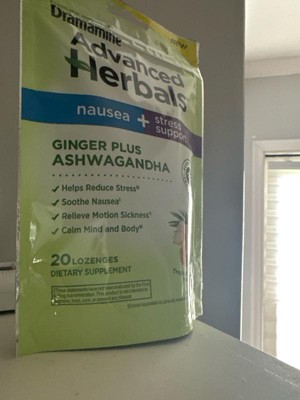 Dramamine
NEW
Advanced
Herbals
nausea + stress support
GINGER PLUS
ASHWAGANDHA
✓ Helps Reduce Stress
✓ Soothe Nausea
✓ Relieve Motion Sickness
✓ Calm Mind and Body
20 LOZENGES
DIETARY SUPPLEMENT